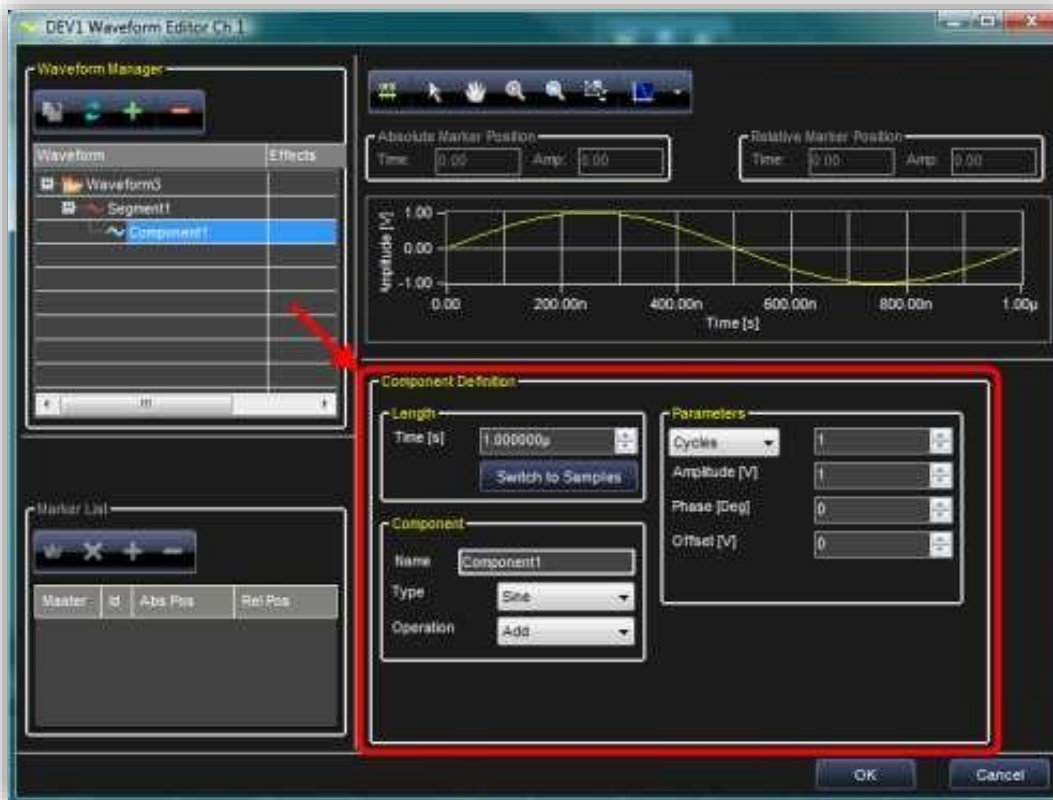 DEV1 Waveform Editor Ch 1
Waveform Manager
Waveform Effects
Waveform3
Segment1
Component1
Absolute Marker Position
Time: 0.00 Amp: 0.00
Relative Marker Position
Time: 0.00 Amp: 0.00
Amplitude [V]
1.00
0.00
-1.00
0.00 200.00n 400.00n 600.00n 800.00n 1.00µ
Time [s]
Component Definition
Length
Time [s] 1.000000µ
Switch to Samples
Component
Name Component1
Type Sine
Operation Add
Parameters
Cycles 1
Amplitude [V] 1
Phase [Deg] 0
Offset [V] 0
Marker List
Master Id Abs Pos Rel Pos
OK Cancel